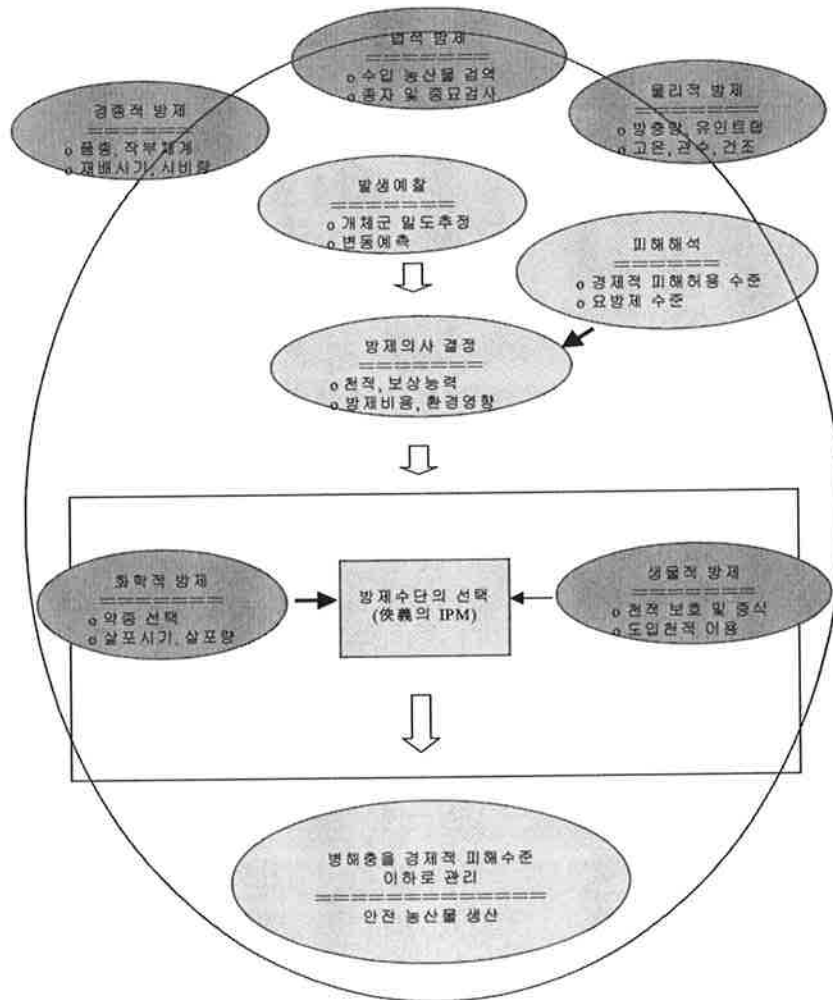 법적 방제
=======
o 수입 농산물 검역
o 종자 및 종묘검사
경종적 방제
======
o 품종, 작부체계
o 재배시기, 시비량
물리적 방제
=======
o 방충망, 유인트랩
o 고온, 관수, 건조
발생예찰
=======
o 개체군 밀도추정
o 변동예측
피해해석
======
o 경제적 피해허용 수준
o 요방제 수준
방제의사 결정
=======
o 천적, 보상능력
o 방제비용, 환경영향
화학적 방제
=======
o 약종 선택
o 살포시기, 살포량
방제수단의 선택
(俠義의 IPM)
생물적 방제
=======
o 천적 보호 및 증식
o 도입천적 이용
병해충을 경제적 피해수준
이하로 관리
=============
안전 농산물 생산